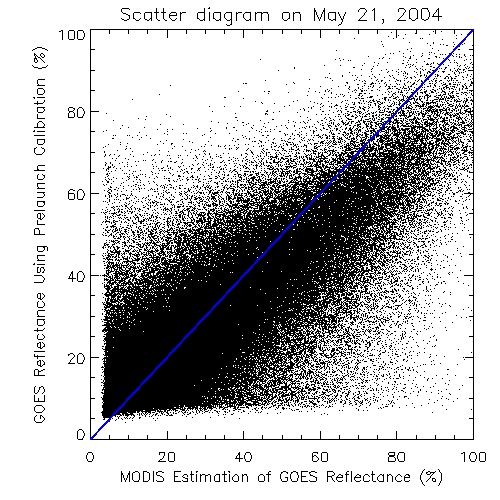 Scatter diagram on May 21, 2004
GOES Reflectance Using Prelaunch Calibration (%)
100
80
60
40
20
0
0 20 40 60 80 100
MODIS Estimation of GOES Reflectance (%)